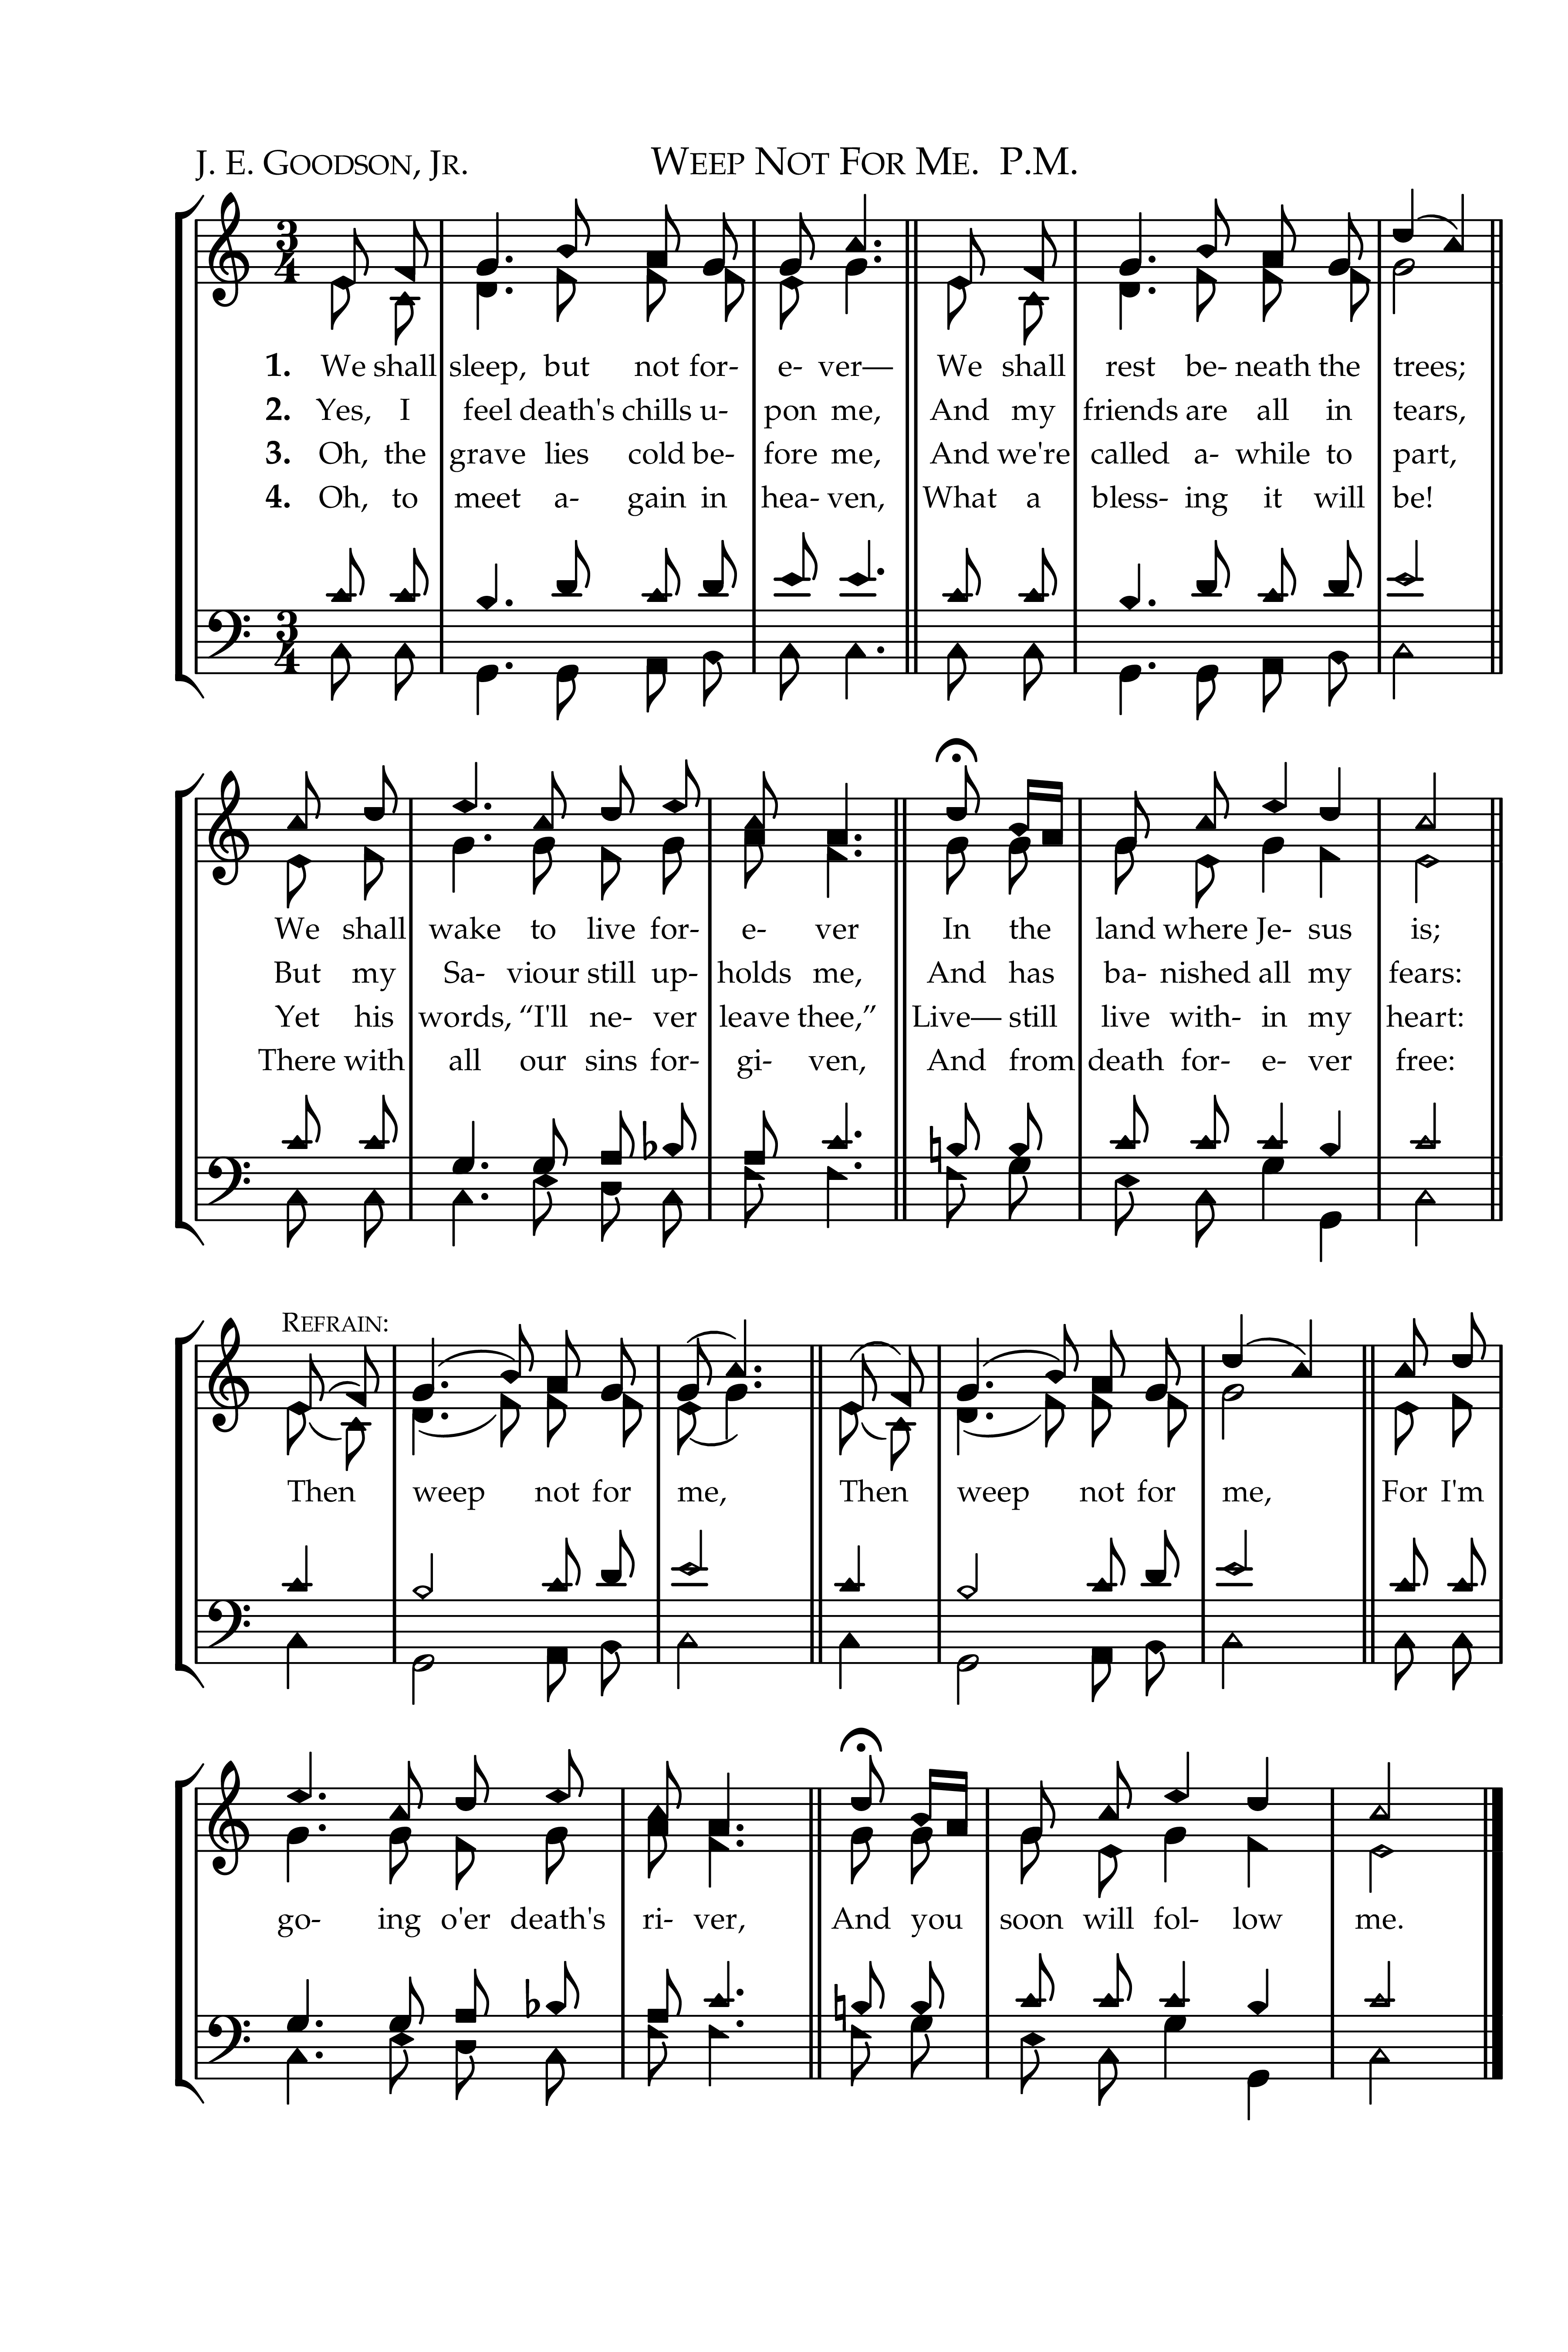 J. E. GOODSON, JR. WEEP NOT FOR ME. P.M.
3 4
1. We shall sleep, but not for- e- ver— We shall rest be- neath the trees;
2. Yes, I feel death's chills u- pon me, And my friends are all in tears,
3. Oh, the grave lies cold be- fore me, And we're called a- while to part,
4. Oh, to meet a- gain in hea- ven, What a bless- ing it will be!
3 4
We shall wake to live for- e- ver In the land where Je- sus is;
But my Sa- viour still up- holds me, And has ba- nished all my fears:
Yet his words, “I'll ne- ver leave thee,” Live— still live with- in my heart:
There with all our sins for- gi- ven, And from death for- e- ver free:
REFRAIN:
Then weep not for me, Then weep not for me, For I'm
go- ing o'er death's ri- ver, And you soon will fol- low me.